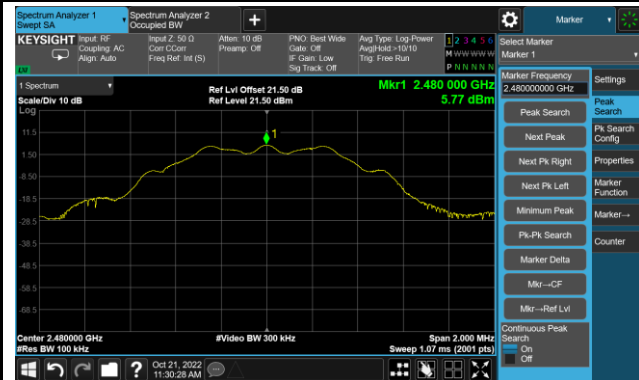 Spectrum Analyzer 1
Swept SA
Spectrum Analyzer 2
Occupied BW
+
Marker
KEYSIGHT
Input: RF
Coupling: AC
Align: Auto
Input Z: 50 Ω
Corr CCorr
Freq Ref: Int (S)
Atten: 10 dB
Preamp: Off
PNO: Best Wide
Gate: Off
IF Gain: Low
Sig Track: Off
Avg Type: Log-Power
Avg|Hold:>10/10
Trig: Free Run
1 2 3 4 5 6
M W W W W W
P N N N N N
LW
Select Marker
Marker 1
1 Spectrum
Scale/Div 10 dB
Log
Ref Lvl Offset 21.50 dB
Ref Level 21.50 dBm
Mkr1 2.480 000 GHz
5.77 dBm
1
11.5
1.50
-8.50
-18.5
-28.5
-38.5
-48.5
-58.5
-68.5
Center 2.480000 GHz
#Res BW 100 kHz
#Video BW 300 kHz
Span 2.000 MHz
Sweep 1.07 ms (2001 pts)
Marker Frequency
2.480000000 GHz
Peak Search
Next Peak
Next Pk Right
Next Pk Left
Minimum Peak
Pk-Pk Search
Marker Delta
Mkr→CF
Mkr→Ref Lvl
Continuous Peak
Search
On
Off
Settings
Peak
Search
Pk Search
Config
Properties
Marker
Function
Marker→
Counter
?
Oct 21, 2022
11:30:28 AM